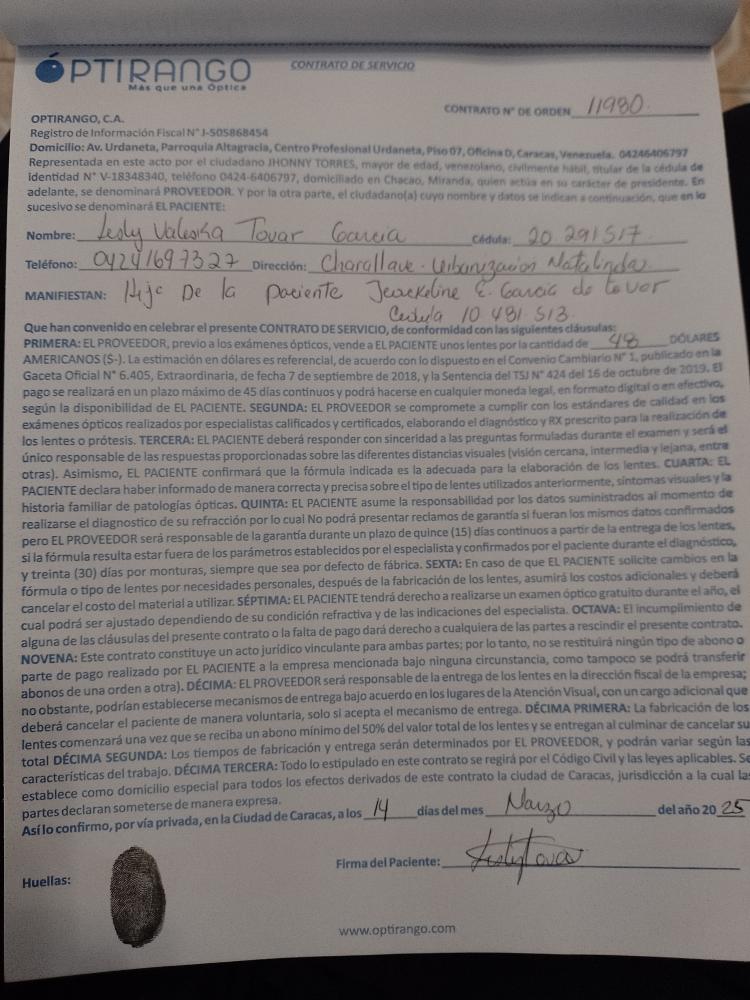 OPTIRANGO
Más que una Óptica
CONTRATO DE SERVICIO
CONTRATO N° DE ORDEN 11980.
OPTIRANGO, C.A.
Registro de Información Fiscal N° J-505868454
Domicilio: Av. Urdaneta, Parroquia Altagracia, Centro Profesional Urdaneta, Piso 07, Oficina D, Caracas, Venezuela. 04246406797
Representada en este acto por el ciudadano JHONNY TORRES, mayor de edad, venezolano, civilmente hábil, titular de la cédula de
identidad N° V-18348340, teléfono 0424-6406797, domiciliado en Chacao, Miranda, quien actúa en su carácter de presidente. En
adelante, se denominará PROVEEDOR. Y por la otra parte, el ciudadano(a) cuyo nombre y datos se indican a continuación, que en lo
sucesivo se denominará EL PACIENTE:
Nombre: Lesly Valeska Tovar Garcia Cédula: 20 291 517.
Teléfono: 04241697327 Dirección: Charallave. Urbanizacion Matalinda.
MANIFIESTAN: Hija De la paciente Jeackeline E. Garcia de tovar
Cedula 10 481 513.
Que han convenido en celebrar el presente CONTRATO DE SERVICIO, de conformidad con las siguientes cláusulas:
PRIMERA: EL PROVEEDOR, previo a los exámenes ópticos, vende a EL PACIENTE unos lentes por la cantidad de 48 DÓLARES
AMERICANOS ($-). La estimación en dólares es referencial, de acuerdo con lo dispuesto en el Convenio Cambiario N° 1, publicado en la
Gaceta Oficial N° 6.405, Extraordinaria, de fecha 7 de septiembre de 2018, y la Sentencia del TSJ N° 424 del 16 de octubre de 2019. El
pago se realizará en un plazo máximo de 45 días continuos y podrá hacerse en cualquier moneda legal, en formato digital o en efectivo,
según la disponibilidad de EL PACIENTE. SEGUNDA: EL PROVEEDOR se compromete a cumplir con los estándares de calidad en los
exámenes ópticos realizados por especialistas calificados y certificados, elaborando el diagnóstico y RX prescrito para la realización de
los lentes o prótesis. TERCERA: EL PACIENTE deberá responder con sinceridad a las preguntas formuladas durante el examen y será el
único responsable de las respuestas proporcionadas sobre las diferentes distancias visuales (visión cercana, intermedia y lejana, entre
otras). Asimismo, EL PACIENTE confirmará que la fórmula indicada es la adecuada para la elaboración de los lentes. CUARTA: EL
PACIENTE declara haber informado de manera correcta y precisa sobre el tipo de lentes utilizados anteriormente, síntomas visuales y la
historia familiar de patologías ópticas. QUINTA: EL PACIENTE asume la responsabilidad por los datos suministrados al momento de
realizarse el diagnostico de su refracción por lo cual No podrá presentar reclamos de garantía si fueran los mismos datos confirmados
pero EL PROVEEDOR será responsable de la garantía durante un plazo de quince (15) días continuos a partir de la entrega de los lentes,
si la fórmula resulta estar fuera de los parámetros establecidos por el especialista y confirmados por el paciente durante el diagnóstico,
y treinta (30) días por monturas, siempre que sea por defecto de fábrica. SEXTA: En caso de que EL PACIENTE solicite cambios en la
fórmula o tipo de lentes por necesidades personales, después de la fabricación de los lentes, asumirá los costos adicionales y deberá
cancelar el costo del material a utilizar. SÉPTIMA: EL PACIENTE tendrá derecho a realizarse un examen óptico gratuito durante el año, el
cual podrá ser ajustado dependiendo de su condición refractiva y de las indicaciones del especialista. OCTAVA: El incumplimiento de
alguna de las cláusulas del presente contrato o la falta de pago dará derecho a cualquiera de las partes a rescindir el presente contrato.
NOVENA: Este contrato constituye un acto jurídico vinculante para ambas partes; por lo tanto, no se restituirá ningún tipo de abono o
parte de pago realizado por EL PACIENTE a la empresa mencionada bajo ninguna circunstancia, como tampoco se podrá transferir
abonos de una orden a otra). DÉCIMA: EL PROVEEDOR será responsable de la entrega de los lentes en la dirección fiscal de la empresa;
no obstante, podrían establecerse mecanismos de entrega bajo acuerdo en los lugares de la Atención Visual, con un cargo adicional que
deberá cancelar el paciente de manera voluntaria, solo si acepta el mecanismo de entrega. DÉCIMA PRIMERA: La fabricación de los
lentes comenzará una vez que se reciba un abono mínimo del 50% del valor total de los lentes y se entregan al culminar de cancelar su
total DÉCIMA SEGUNDA: Los tiempos de fabricación y entrega serán determinados por EL PROVEEDOR, y podrán variar según las
características del trabajo. DÉCIMA TERCERA: Todo lo estipulado en este contrato se regirá por el Código Civil y las leyes aplicables. Se
establece como domicilio especial para todos los efectos derivados de este contrato la ciudad de Caracas, jurisdicción a la cual las
partes declaran someterse de manera expresa.
Así lo confirmo, por vía privada, en la Ciudad de Caracas, a los 14 días del mes Marzo del año 2025
Firma del Paciente: Lesly Tovar
Huellas:
www.optirango.com